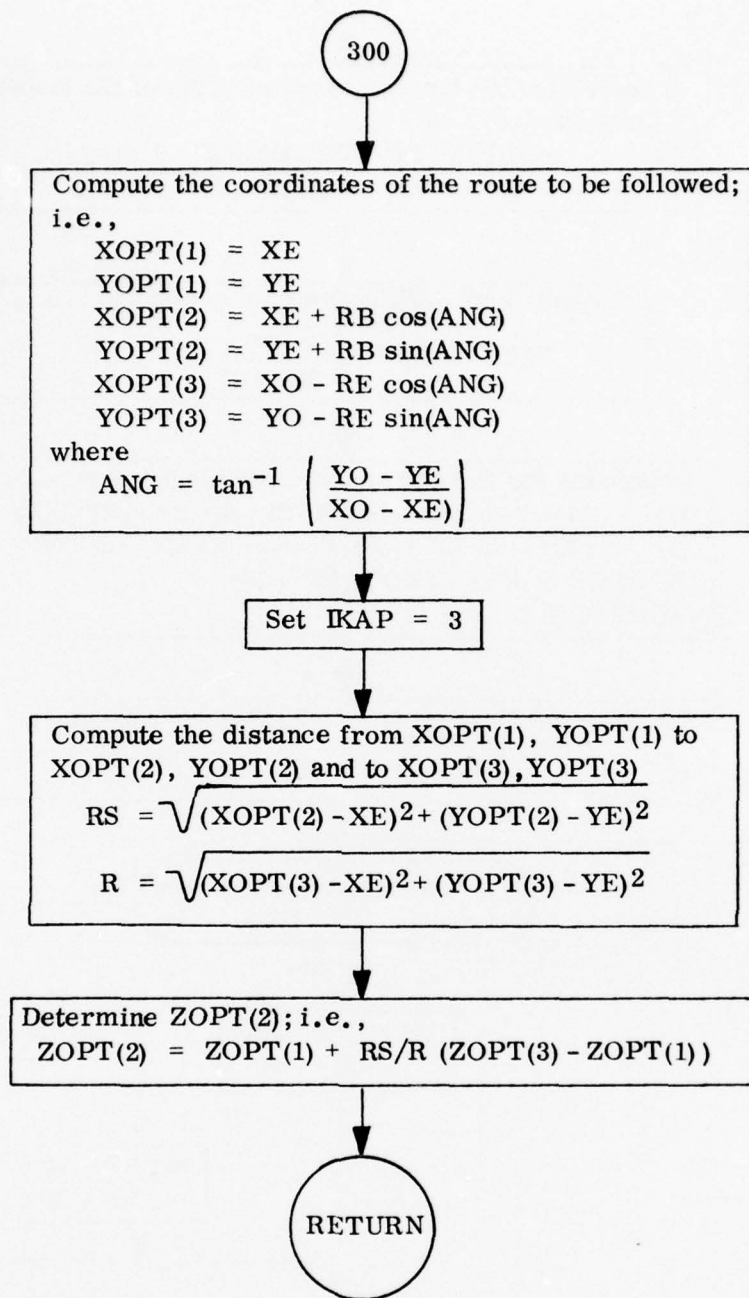 300
Compute the coordinates of the route to be followed;
i.e.,
XOPT(1) = XE
YOPT(1) = YE
XOPT(2) = XE + RB cos(ANG)
YOPT(2) = YE + RB sin(ANG)
XOPT(3) = XO - RE cos(ANG)
YOPT(3) = YO - RE sin(ANG)
where
ANG = tan⁻¹ ( YO - YE / XO - XE) )
Set IKAP = 3
Compute the distance from XOPT(1), YOPT(1) to
XOPT(2), YOPT(2) and to XOPT(3), YOPT(3)
RS = √(XOPT(2) - XE)² + (YOPT(2) - YE)²
R = √(XOPT(3) - XE)² + (YOPT(3) - YE)²
Determine ZOPT(2); i.e.,
ZOPT(2) = ZOPT(1) + RS/R (ZOPT(3) - ZOPT(1))
RETURN